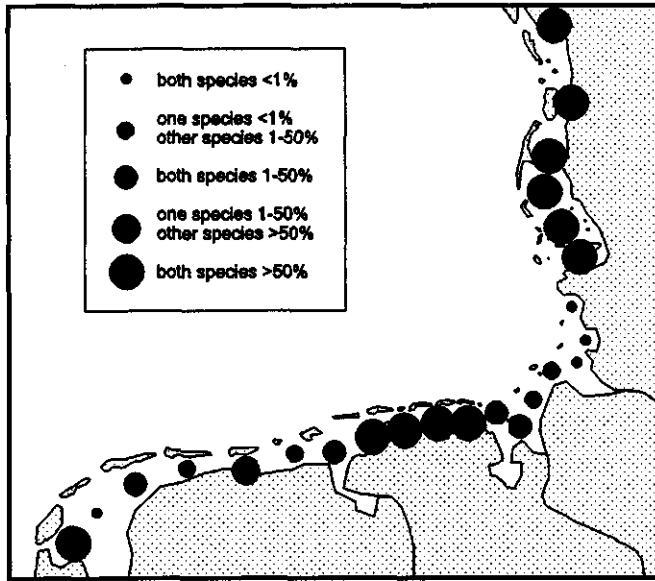 both species <1%
one species <1%
other species 1-50%
both species 1-50%
one species 1-50%
other species >50%
both species >50%